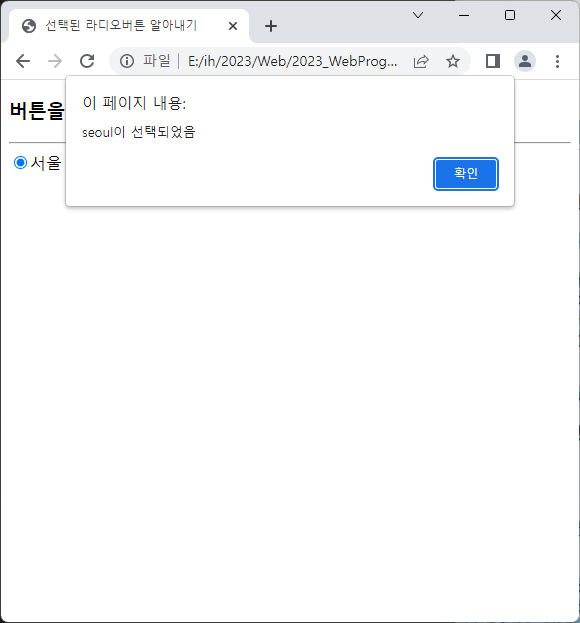 선택된 라디오버튼 알아내기
파일 E:/ih/2023/Web/2023_WebProg...
이 페이지 내용:
seoul이 선택되었음
확인
버튼을
서울